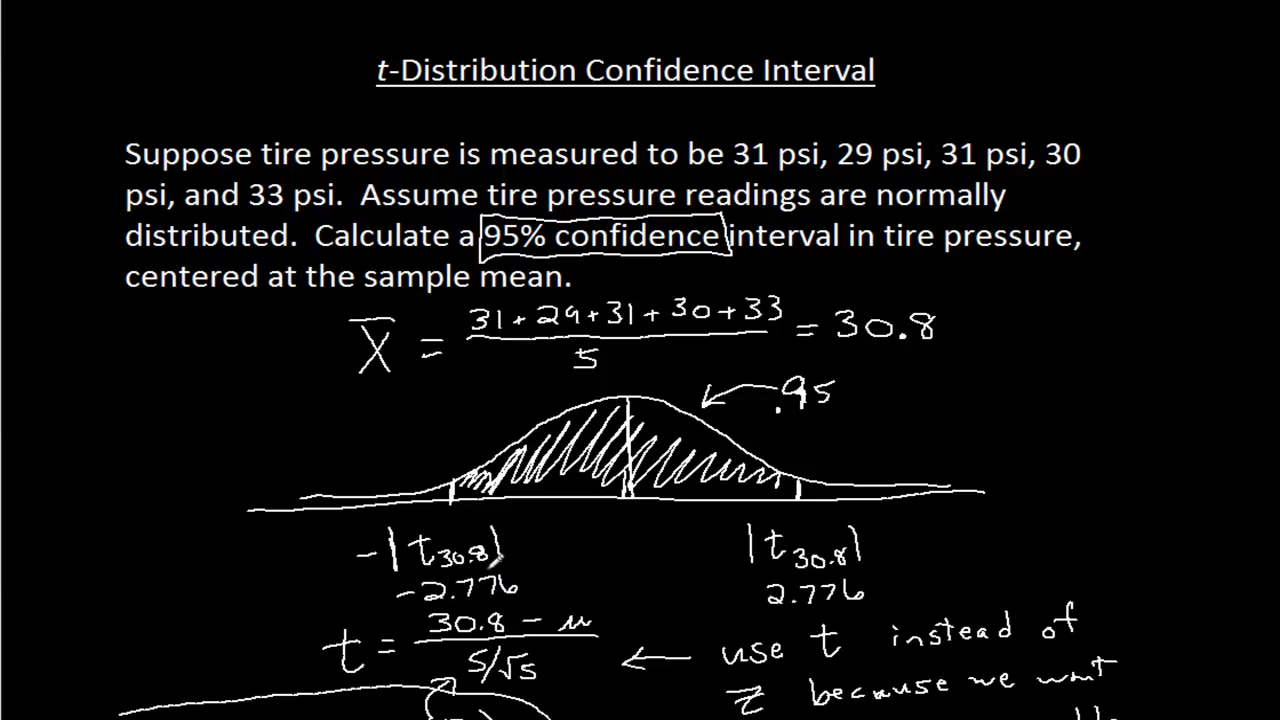 t-Distribution Confidence Interval
Suppose tire pressure is measured to be 31 psi, 29 psi, 31 psi, 30
psi, and 33 psi. Assume tire pressure readings are normally
distributed. Calculate a 95% confidence interval in tire pressure,
centered at the sample mean.
X̅ = (31+29+31+30+33)/5 = 30.8
.95
-|t30.8| |t30.8|
-2.776 2.776
t = (30.8 - μ)/(s/√5) ← use t instead of
z because we want